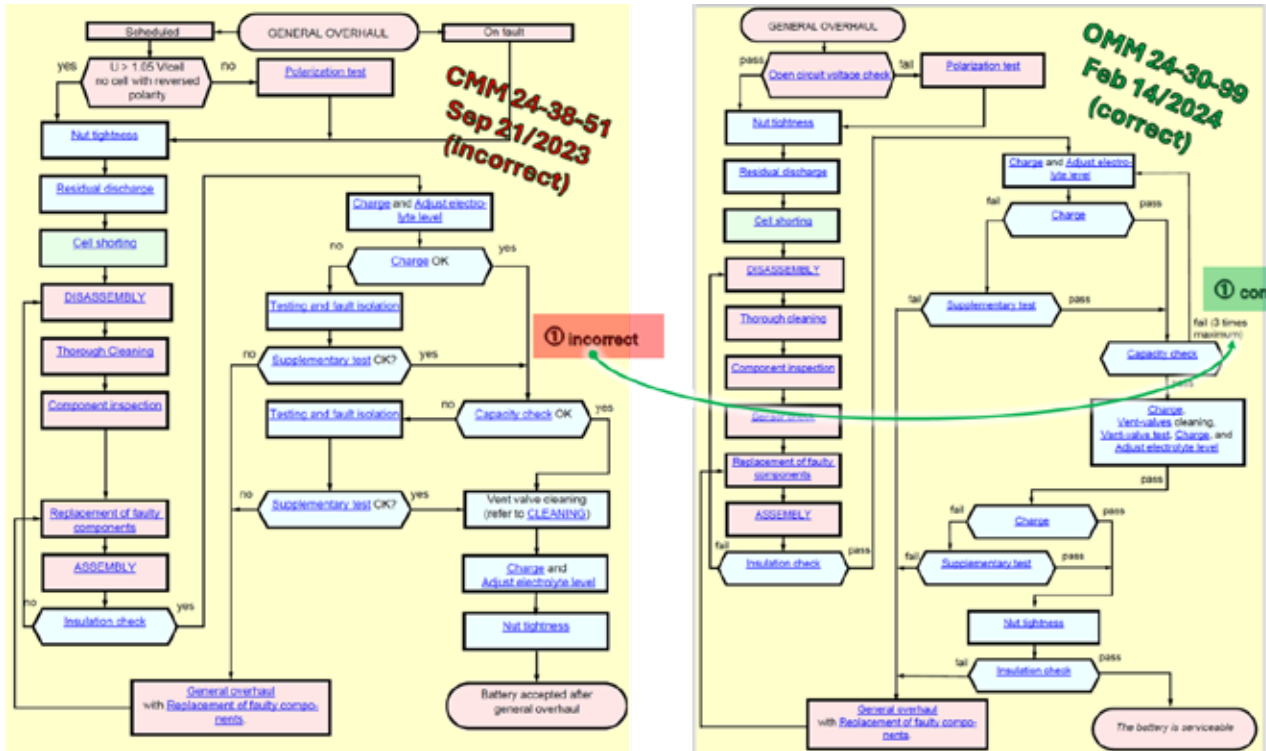 Scheduled
GENERAL OVERHAUL
On fault
yes
Li > 1.05 V/cell
no cell with reversed
polarity
no
Polarization test
CMM 24-38-51
Sep 21/2023
(incorrect)
Nut tightness
Residual discharge
Cell shorting
DISASSEMBLY
Thorough Cleaning
Component inspection
Replacement of faulty
components
ASSEMBLY
no
Insulation check
yes
Charge and Adjust electro-
lyte level
no
Charge OK
yes
Testing and fault isolation
no
Supplementary test OK?
yes
Testing and fault isolation
no
Capacity check OK
yes
no
Supplementary test OK?
yes
Vent valve cleaning
(refer to CLEANING)
Charge and
Adjust electrolyte level
Nut tightness
Battery accepted after
general overhaul
General overhaul
with Replacement of faulty compo-
nents.
① incorrect
GENERAL OVERHAUL
pass
Open circuit voltage check
fail
Polarization test
OMM 24-30-99
Feb 14/2024
(correct)
Nut tightness
Residual discharge
Cell shorting
DISASSEMBLY
Thorough cleaning
Component inspection
Sensor check
Replacement of faulty
components
ASSEMBLY
fail
Insulation check
pass
Charge and Adjust electro-
lyte level
fail
Charge
pass
fail
Supplementary test
pass
① con
fail (3 times
maximum)
Capacity check
pass
Charge,
Vent-valves cleaning,
Vent-valve test, Charge, and
Adjust electrolyte level
pass
fail
Charge
pass
fail
Supplementary test
pass
Nut tightness
fail
Insulation check
pass
General overhaul
with Replacement of faulty compo-
nents.
The battery is serviceable